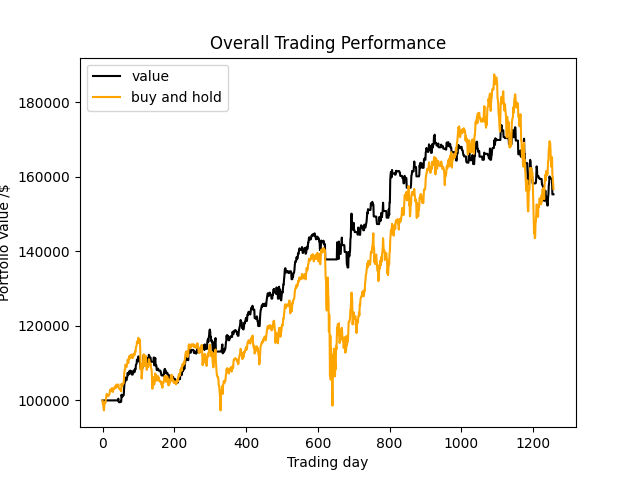 Overall Trading Performance
value
buy and hold
Portfolio value /$
180000
160000
140000
120000
100000
0 200 400 600 800 1000 1200
Trading day